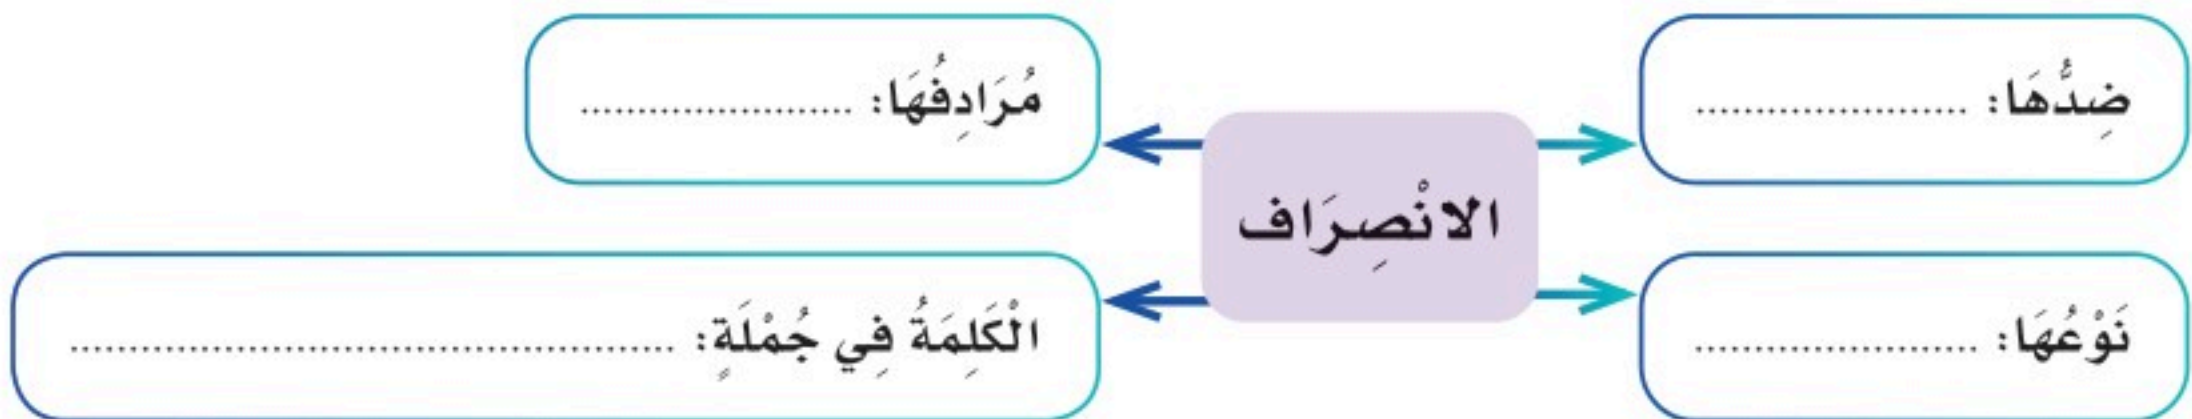 ضِدُّهَا: ......................
مُرَادِفُهَا: ......................
الانْصِرَاف
نَوْعُهَا: ......................
الْكَلِمَةُ فِي جُمْلَةٍ: ..................................................